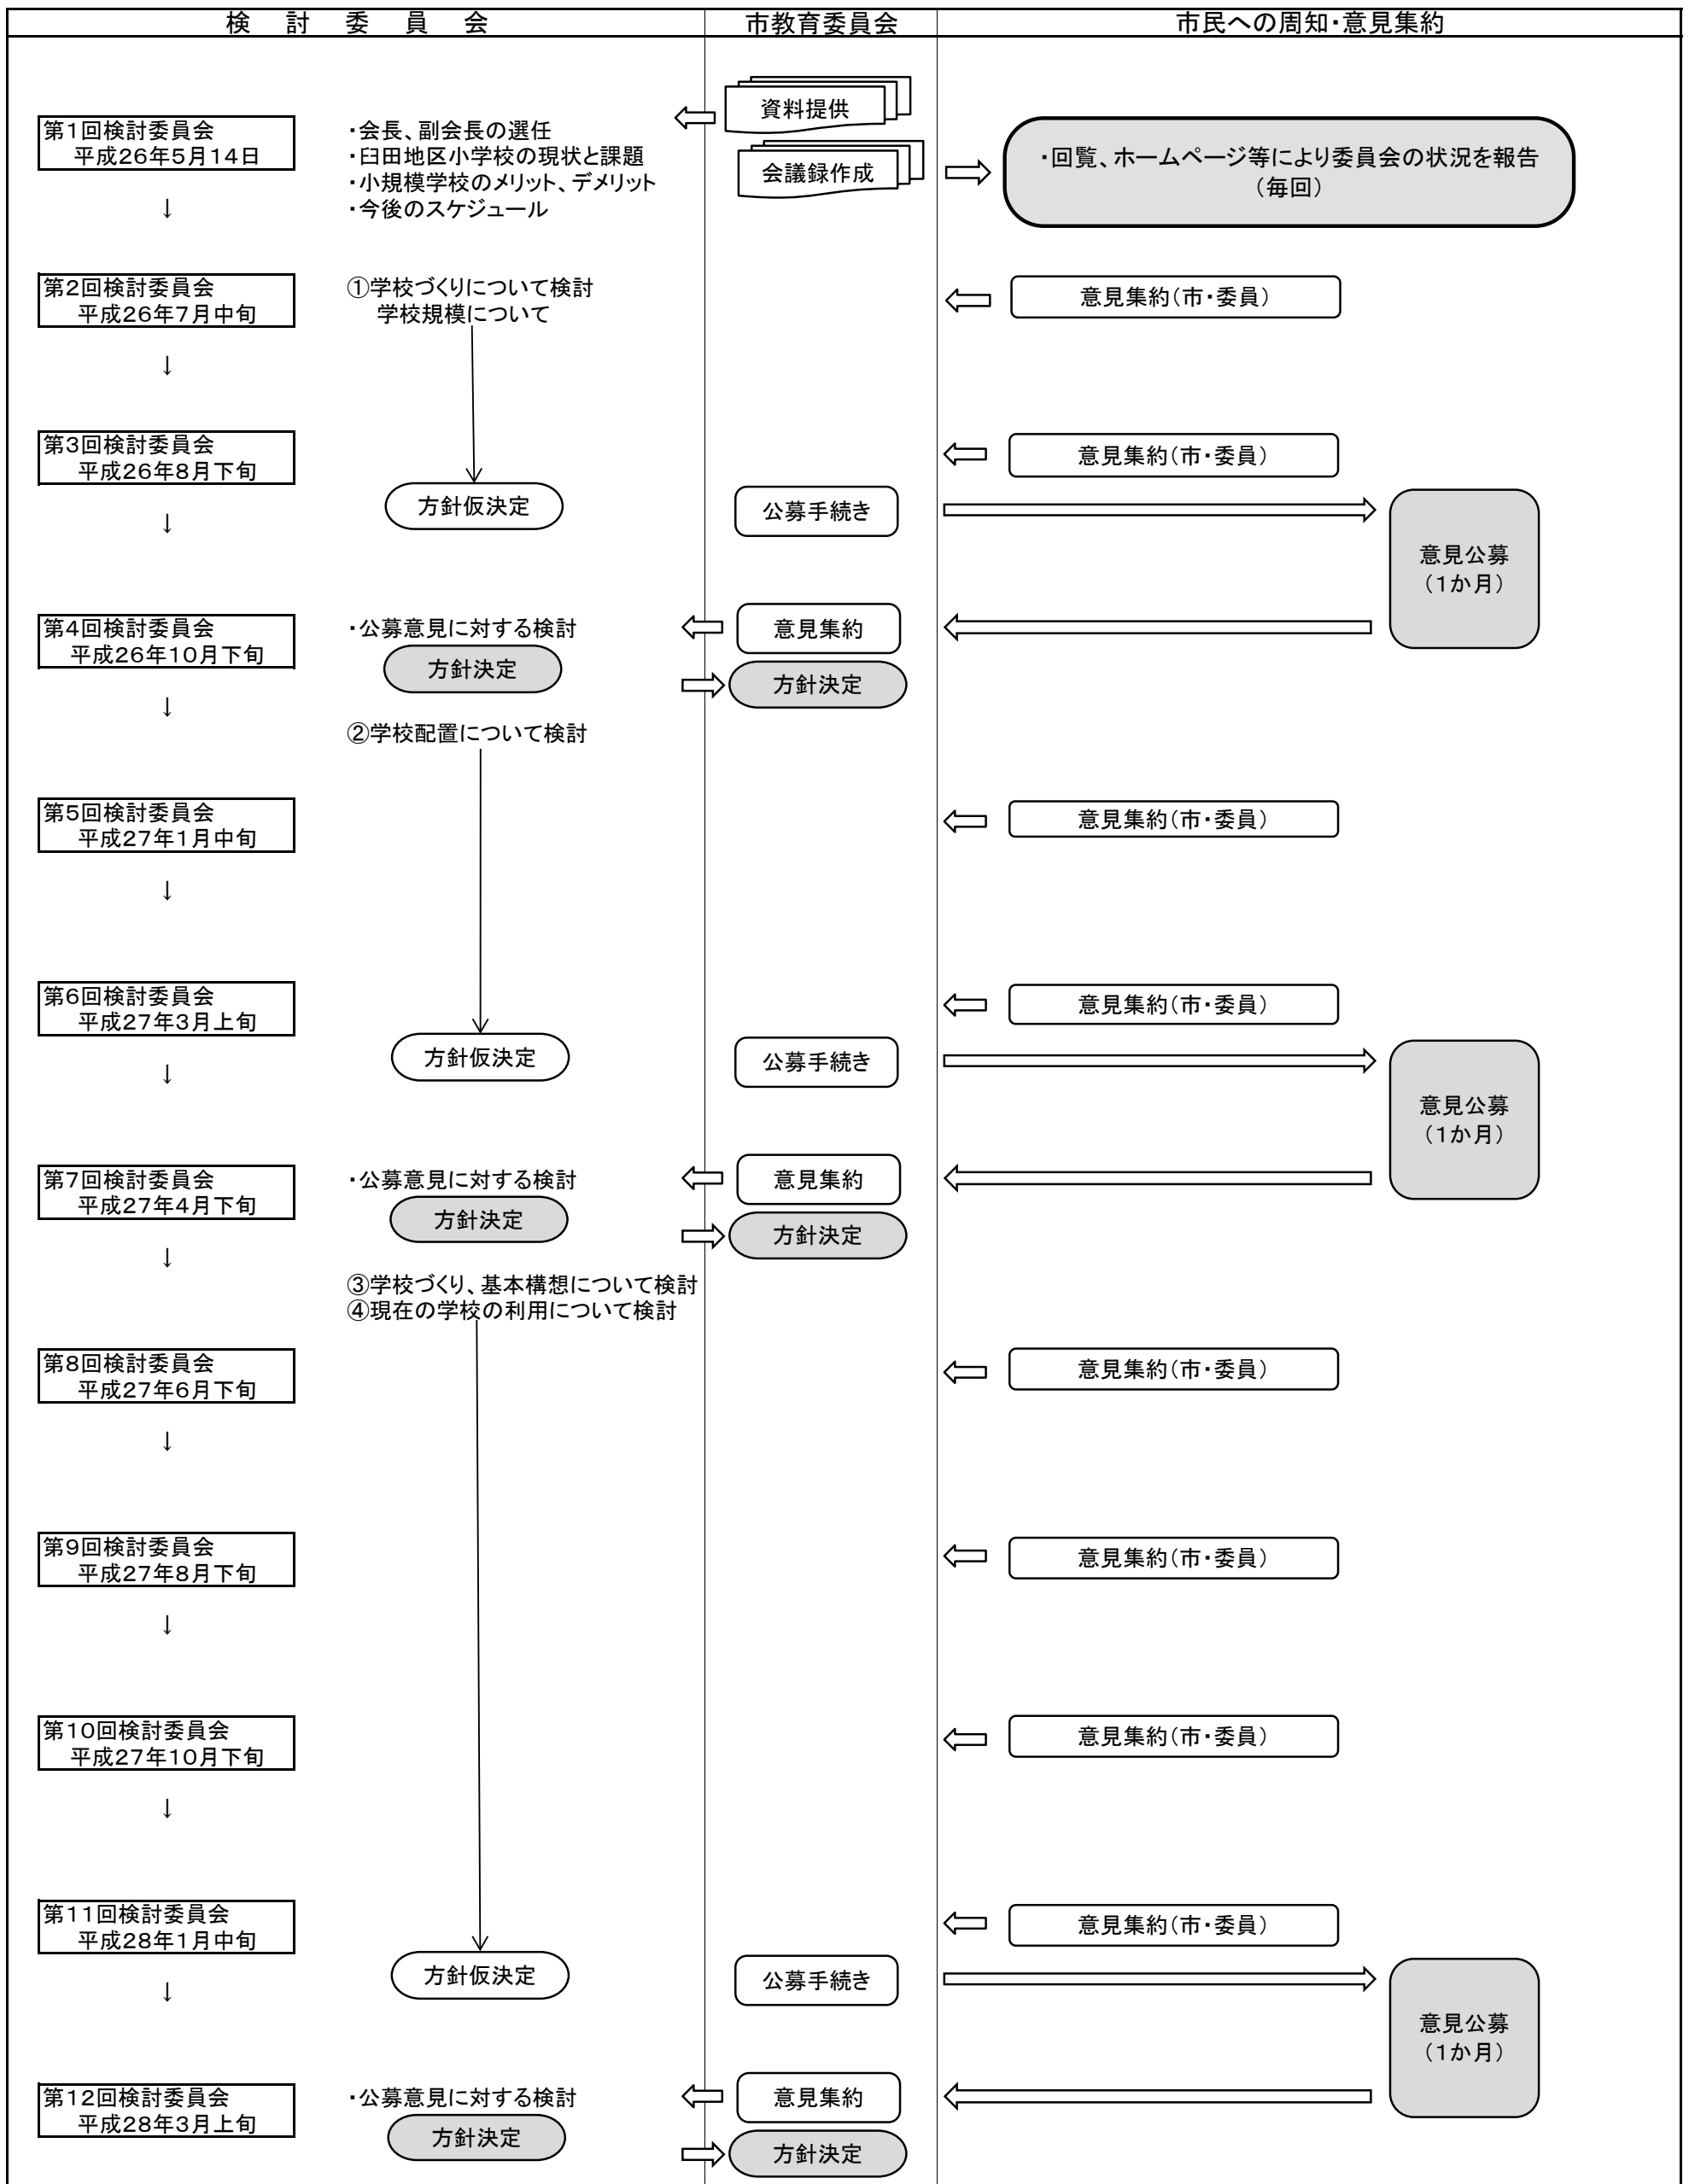 検　討　委　員　会
市教育委員会
市民への周知・意見集約
第１回検討委員会
平成２６年５月１４日
・会長、副会長の選任
・臼田地区小学校の現状と課題
・小規模学校のメリット、デメリット
・今後のスケジュール
資料提供
会議録作成
・回覧、ホームページ等により委員会の状況を報告
（毎回）
↓
第２回検討委員会
平成２６年７月中旬
①学校づくりについて検討
学校規模について
意見集約（市・委員）
↓
第３回検討委員会
平成２６年８月下旬
意見集約（市・委員）
方針仮決定
公募手続き
意見公募
（１か月）
↓
第４回検討委員会
平成２６年１０月下旬
・公募意見に対する検討
意見集約
方針決定
方針決定
↓
②学校配置について検討
第５回検討委員会
平成２７年１月中旬
意見集約（市・委員）
↓
第６回検討委員会
平成２７年３月上旬
意見集約（市・委員）
方針仮決定
公募手続き
意見公募
（１か月）
↓
第７回検討委員会
平成２７年４月下旬
・公募意見に対する検討
意見集約
方針決定
方針決定
↓
③学校づくり、基本構想について検討
④現在の学校の利用について検討
第８回検討委員会
平成２７年６月下旬
意見集約（市・委員）
↓
第９回検討委員会
平成２７年８月下旬
意見集約（市・委員）
↓
第１０回検討委員会
平成２７年１０月下旬
意見集約（市・委員）
↓
第１１回検討委員会
平成２８年１月中旬
意見集約（市・委員）
方針仮決定
公募手続き
意見公募
（１か月）
↓
第１２回検討委員会
平成２８年３月上旬
・公募意見に対する検討
意見集約
方針決定
方針決定